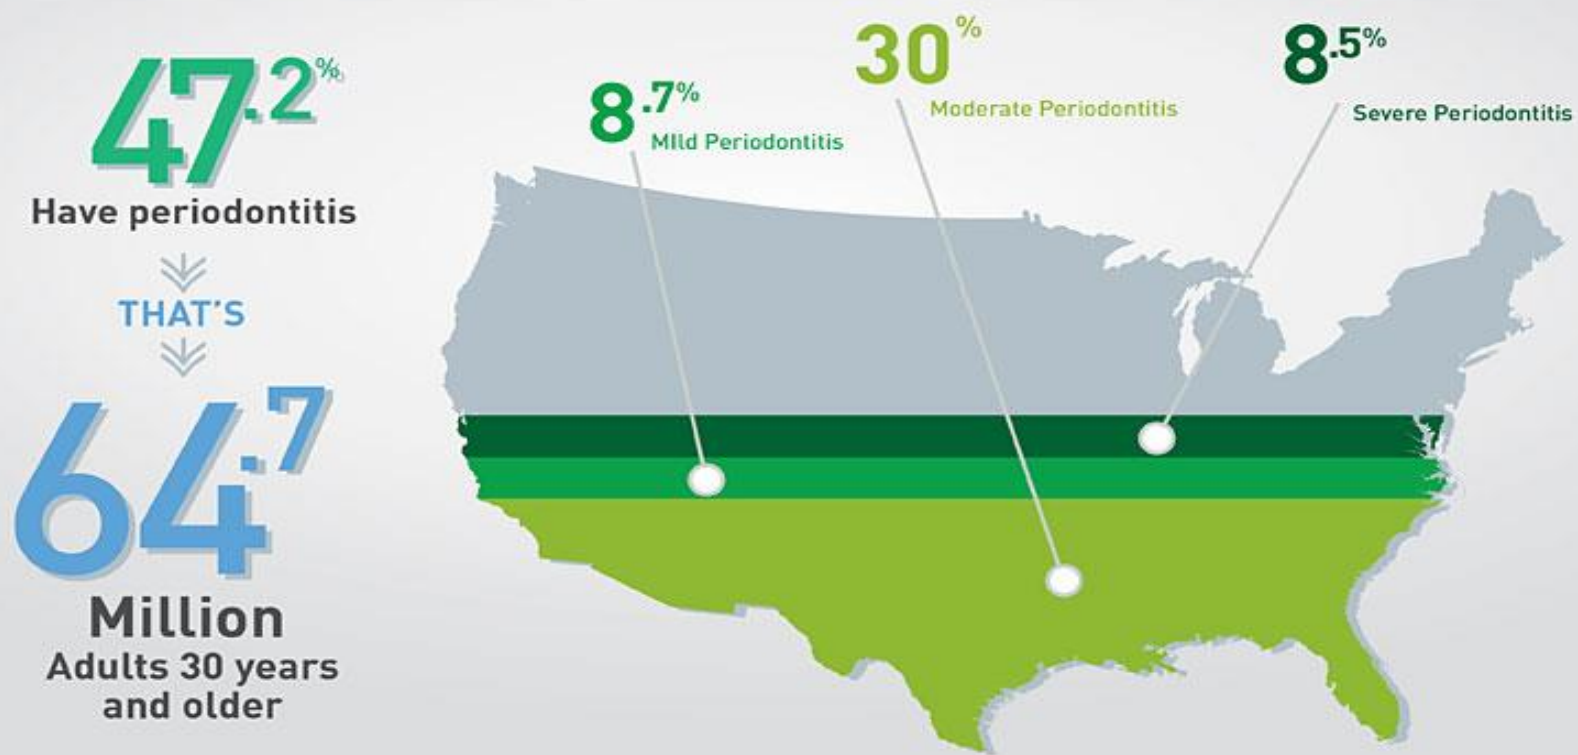 47.2%
Have periodontitis
THAT'S
64.7
Million
Adults 30 years
and older
8.7%
MIld Periodontitis
30%
Moderate Periodontitis
8.5%
Severe Periodontitis